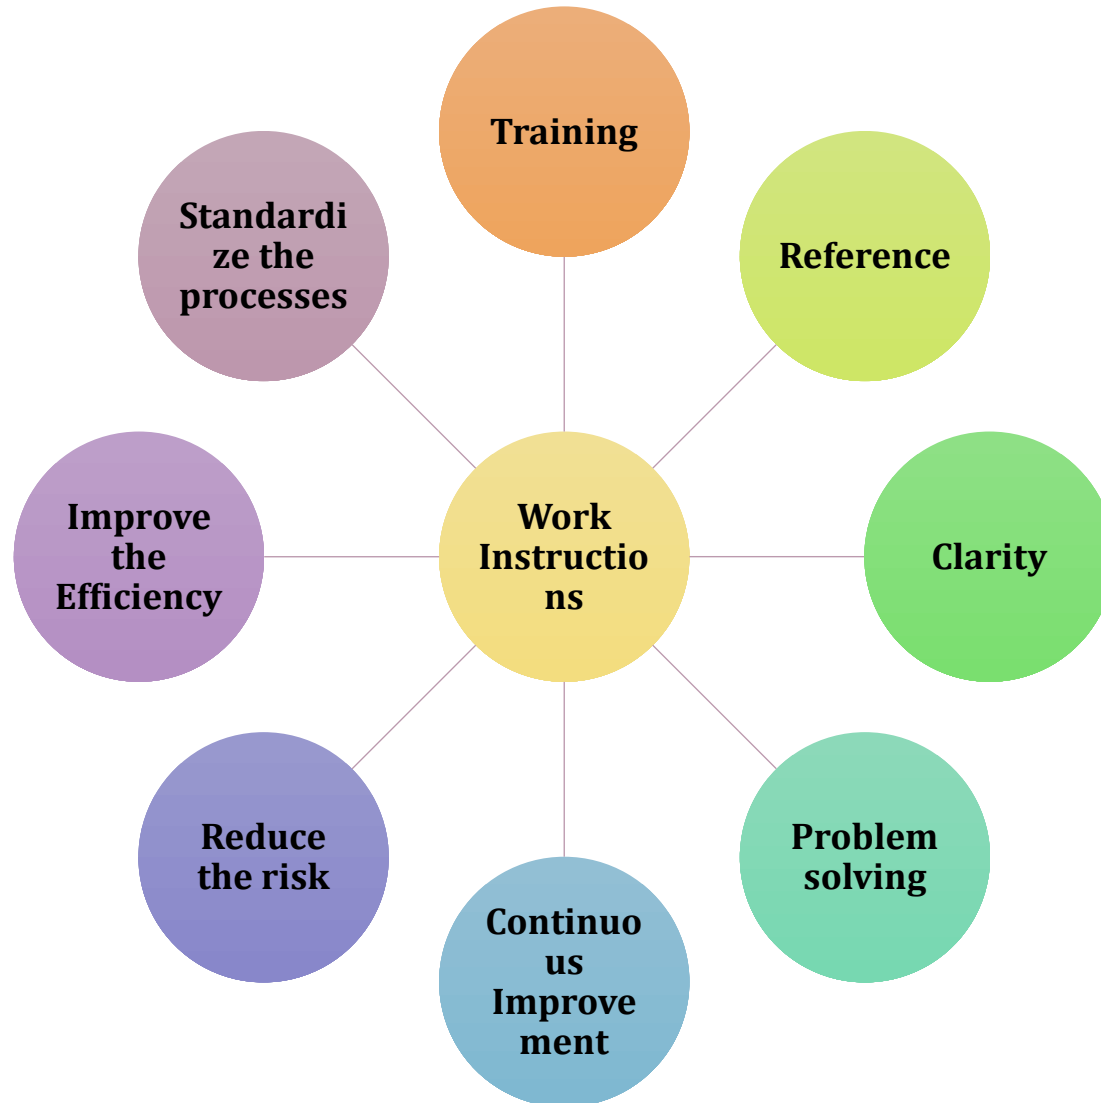 Training
Standardi
ze the
processes
Reference
Improve
the
Efficiency
Work
Instructio
ns
Clarity
Reduce
the risk
Problem
solving
Continuo
us
Improve
ment